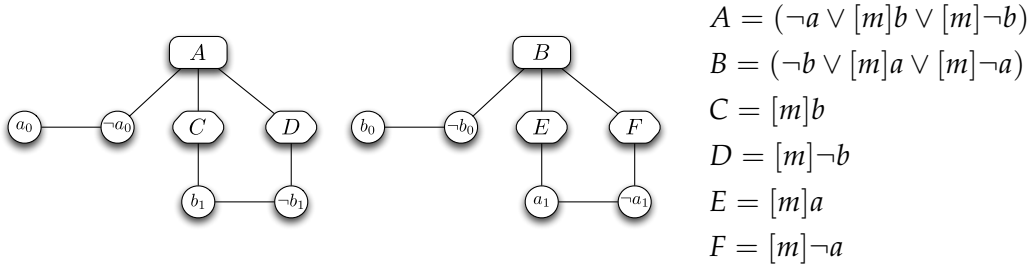 A = (¬a ∨ [m]b ∨ [m]¬b)
B = (¬b ∨ [m]a ∨ [m]¬a)
C = [m]b
D = [m]¬b
E = [m]a
F = [m]¬a
A
B
a₀ ¬a₀ C D
b₀ ¬b₀ E F
b₁ ¬b₁
a₁ ¬a₁